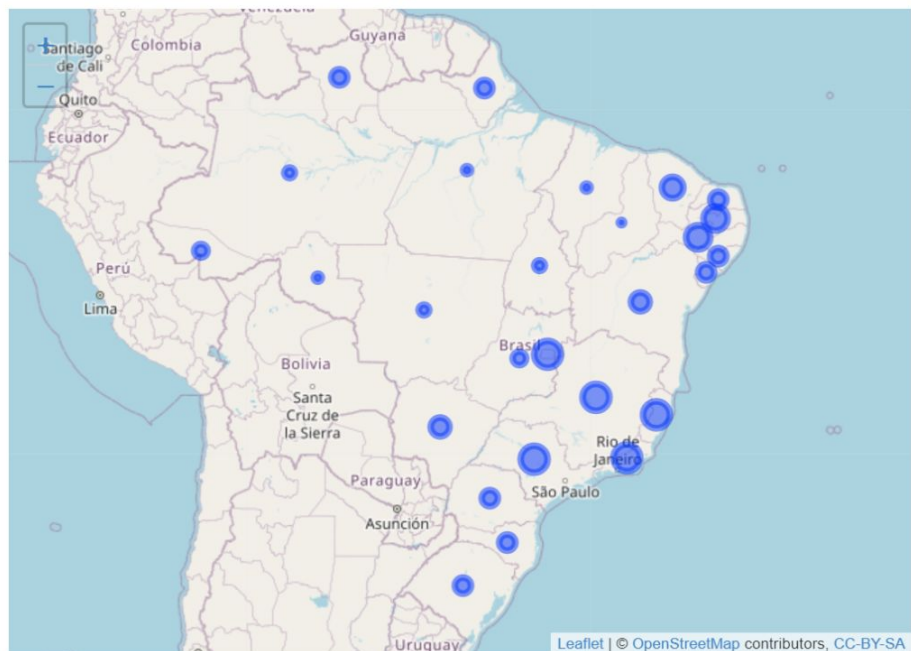 Venezuela
+
Santiago
de Cali
Colombia
Guyana
−
Quito
Ecuador
Perú
Lima
Brasil
Bolivia
Santa
Cruz de
la Sierra
Rio de
Janeiro
Paraguay
São Paulo
Asunción
Uruguay
Leaflet | © OpenStreetMap contributors, CC-BY-SA